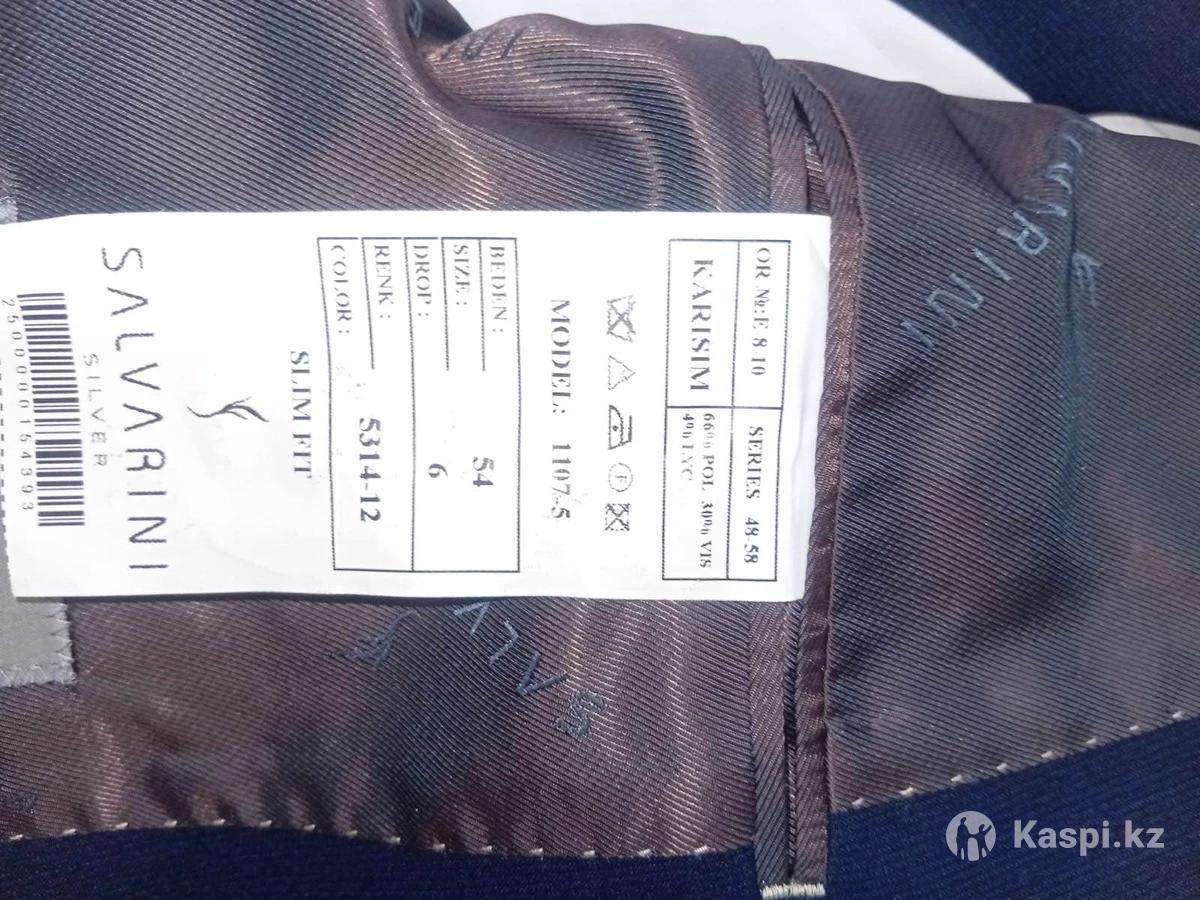 OR №:E 8 10 SERIES 48-58
KARISIM 66% POL 30% VIS
4% LYC
MODEL: 1107-5
BEDEN :
SIZE : 54
DROP : 6
RENK :
COLOR : 5314-12
SLIM FIT
SALVARINI
SILVER
2500000154393
Kaspi.kz